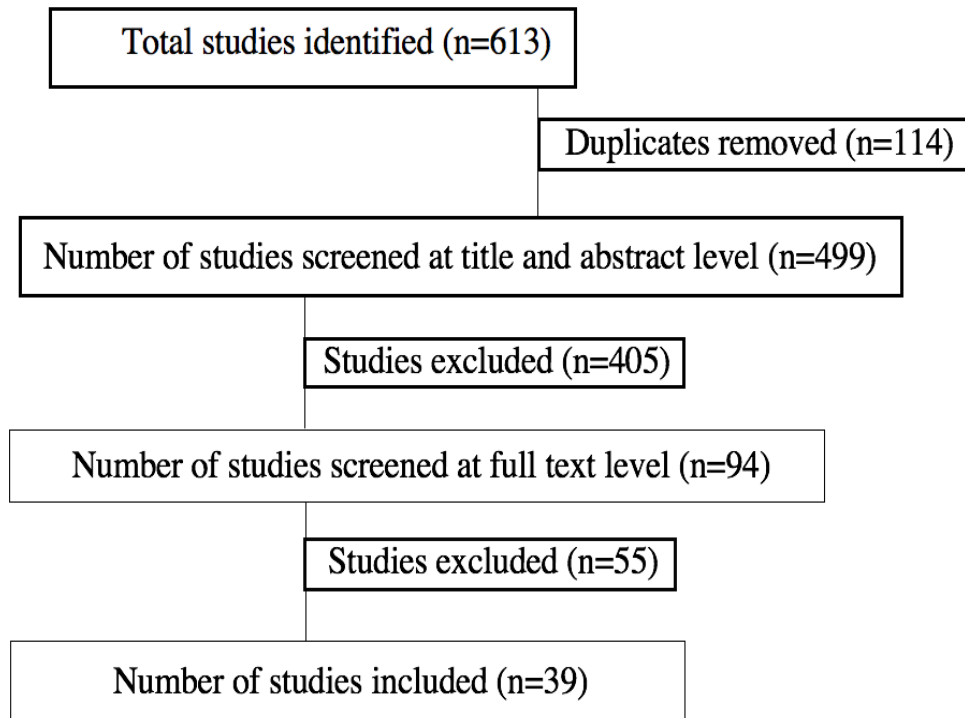 Total studies identified (n=613)
Duplicates removed (n=114)
Number of studies screened at title and abstract level (n=499)
Studies excluded (n=405)
Number of studies screened at full text level (n=94)
Studies excluded (n=55)
Number of studies included (n=39)